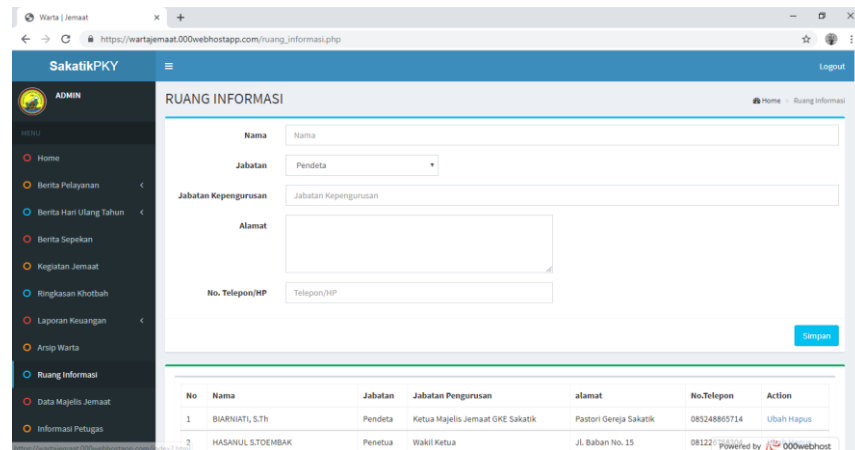 Warta | Jemaat
https://wartajemaat.000webhostapp.com/ruang_informasi.php
SakatikPKY
Logout
ADMIN
RUANG INFORMASI
Home > Ruang Informasi
MENU
Home
Berita Pelayanan
Berita Hari Ulang Tahun
Berita Sepekan
Kegiatan Jemaat
Ringkasan Khotbah
Laporan Keuangan
Arsip Warta
Ruang Informasi
Data Majelis Jemaat
Informasi Petugas
Nama Nama
Jabatan Pendeta
Jabatan Kepengurusan Jabatan Kepengurusan
Alamat
No. Telepon/HP Telepon/HP
Simpan
No Nama Jabatan Jabatan Pengurusan alamat No.Telepon Action
1 BIARNIATI, S.Th Pendeta Ketua Majelis Jemaat GKE Sakatik Pastori Gereja Sakatik 085248865714 Ubah Hapus
2 HASANUL S.TOEMBAK Penetua Wakil Ketua Jl. Baban No. 15
Powered by 000webhost